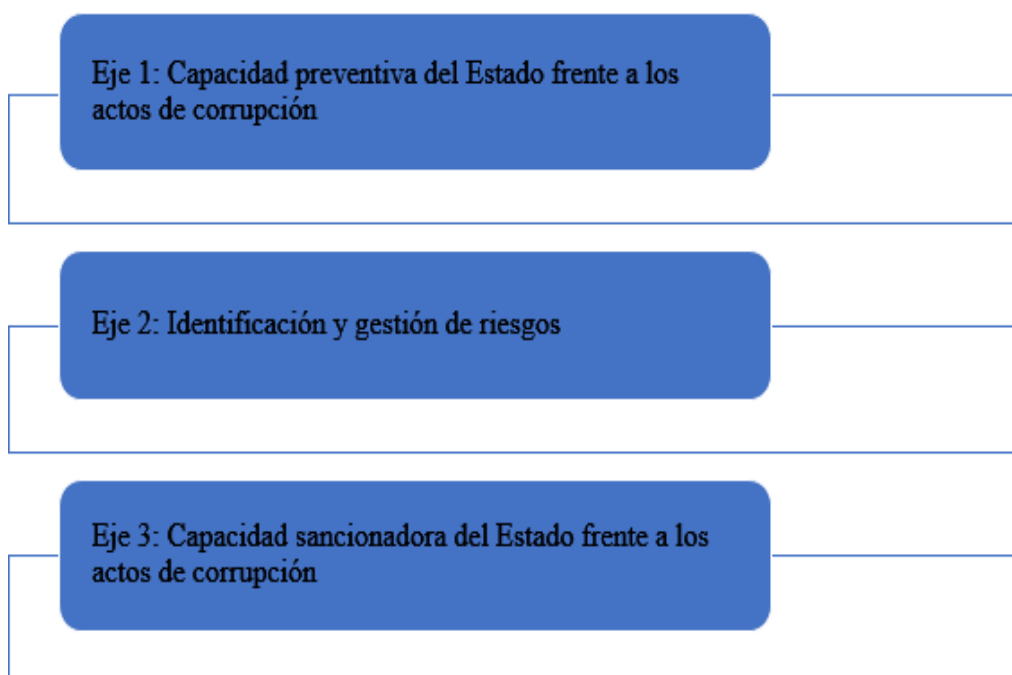 Eje 1: Capacidad preventiva del Estado frente a los
actos de corrupción
Eje 2: Identificación y gestión de riesgos
Eje 3: Capacidad sancionadora del Estado frente a los
actos de corrupción